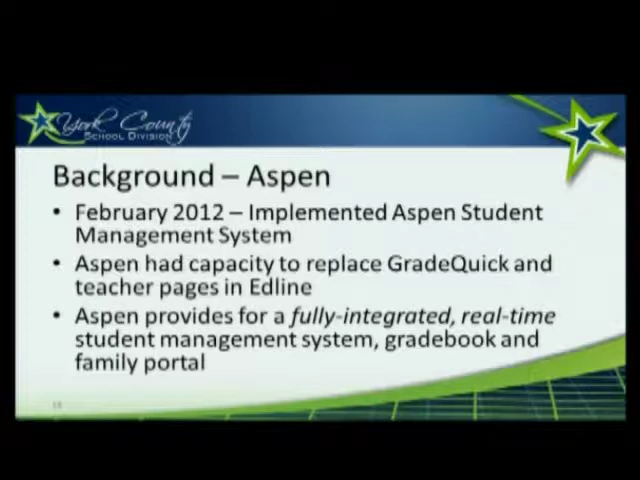 York County
SCHOOL DIVISION
Background – Aspen
• February 2012 – Implemented Aspen Student
Management System
• Aspen had capacity to replace GradeQuick and
teacher pages in Edline
• Aspen provides for a fully-integrated, real-time
student management system, gradebook and
family portal